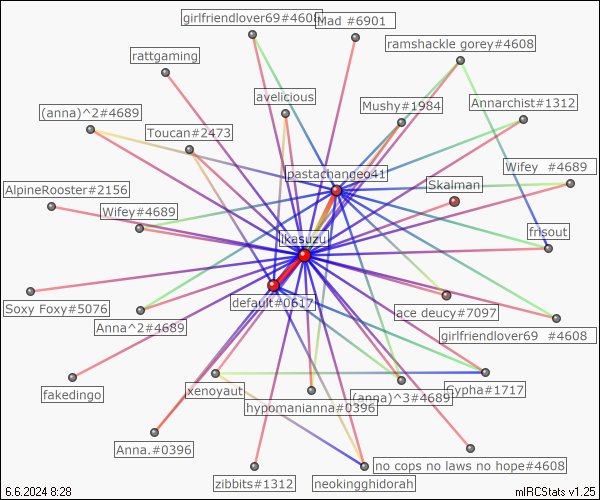 girlfriendlover69#4608
Mad #6901
ramshackle gorey#4608
rattgaming
avelicious
Mushy#1984
Annarchist#1312
(anna)^2#4689
Toucan#2473
pastachangeo41
Wifey #4689
Skalman
AlpineRooster#2156
Wifey#4689
frisout
ikasuzu
Soxy Foxy#5076
default#0617
ace deucy#7097
Anna^2#4689
girlfriendlover69 #4608
fakedingo
xenoyaut
hypomanianna#0396
(anna)^3#4689
Cypha#1717
Anna.#0396
zibbits#1312
neokingghidorah
no cops no laws no hope#4608
6.6.2024 8:28
mIRCStats v1.25